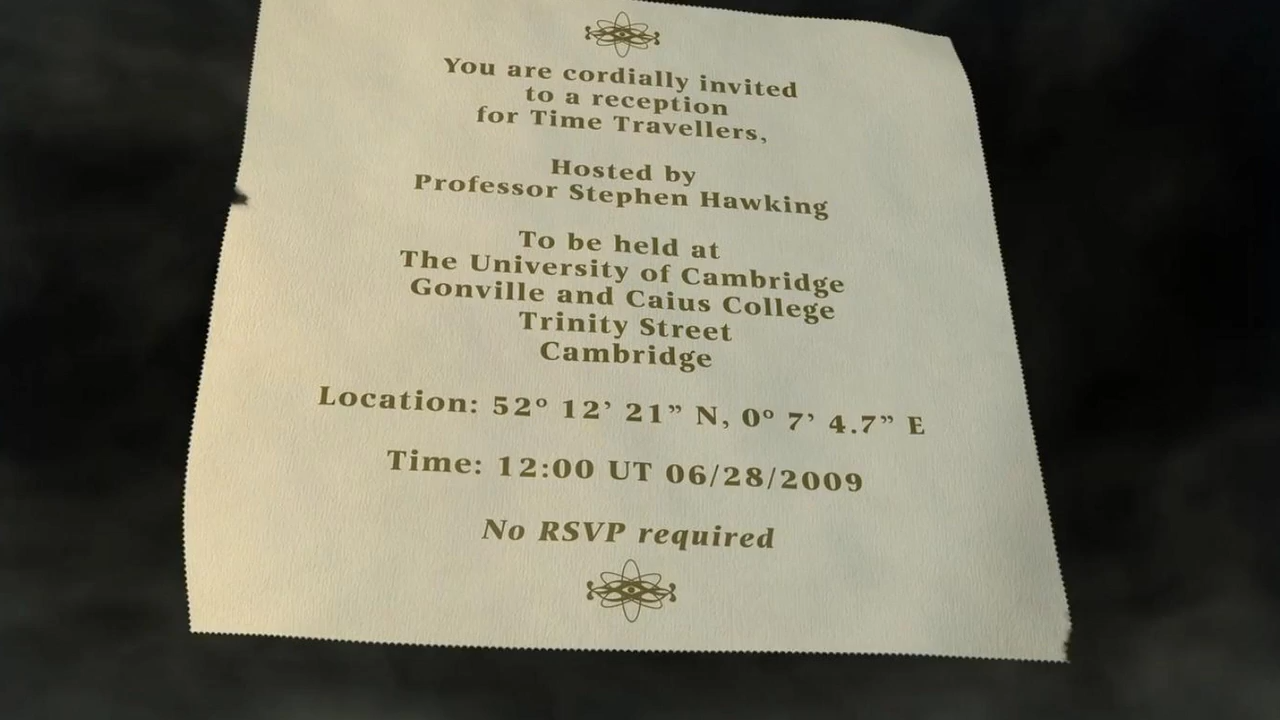 You are cordially invited
to a reception
for Time Travellers,
Hosted by
Professor Stephen Hawking
To be held at
The University of Cambridge
Gonville and Caius College
Trinity Street
Cambridge
Location: 52° 12’ 21” N, 0° 7’ 4.7” E
Time: 12:00 UT 06/28/2009
No RSVP required